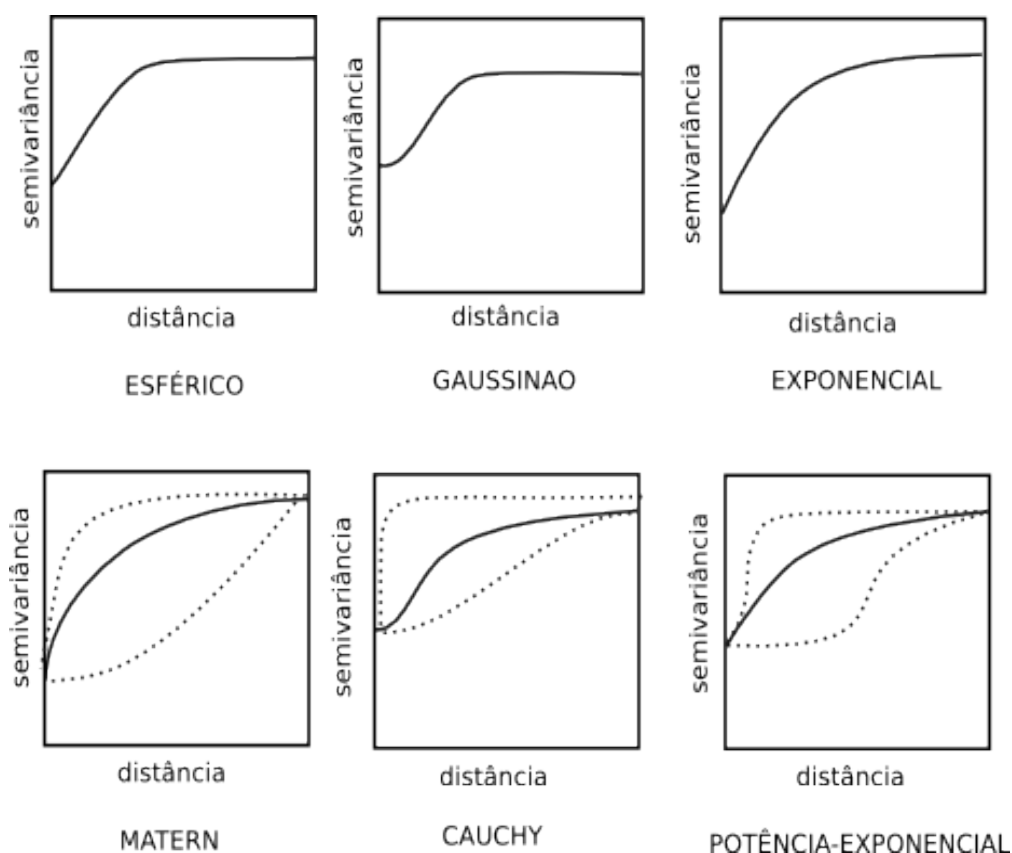 semivariância
distância
ESFÉRICO
semivariância
distância
GAUSSINAO
semivariância
distância
EXPONENCIAL
semivariância
distância
MATERN
semivariância
distância
CAUCHY
semivariância
distância
POTÊNCIA-EXPONENCIAL